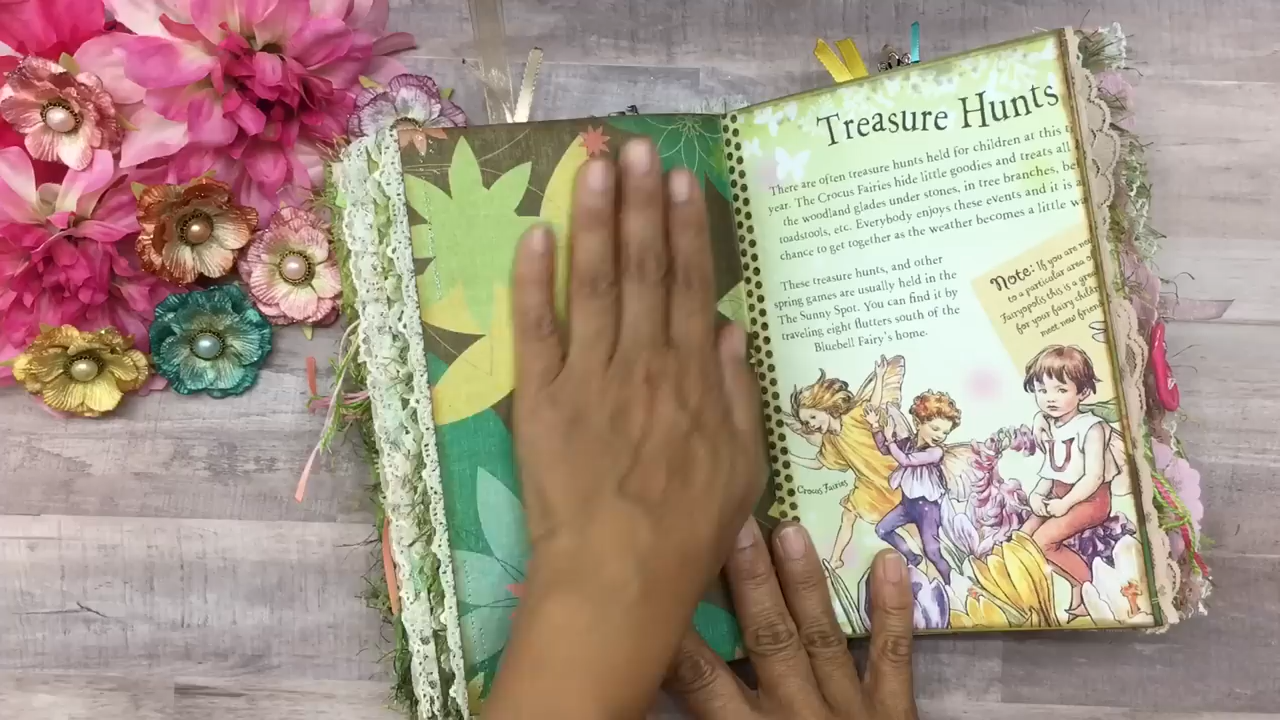 Treasure Hunts
There are often treasure hunts held for children at this
year. The Crocus Fairies hide little goodies and treats all
the woodland glades under stones, in tree branches,
toadstools, etc. Everybody enjoys these events and it is a
chance to get together as the weather becomes a little
These treasure hunts, and other
spring games are usually held in the
The Sunny Spot. You can find it by
traveling eight flutters south of the
Bluebell Fairy's home.
Note: If you are new
to a particular area
Fairyopolis this is a
for your fairy
meet new
Crocus Fairies